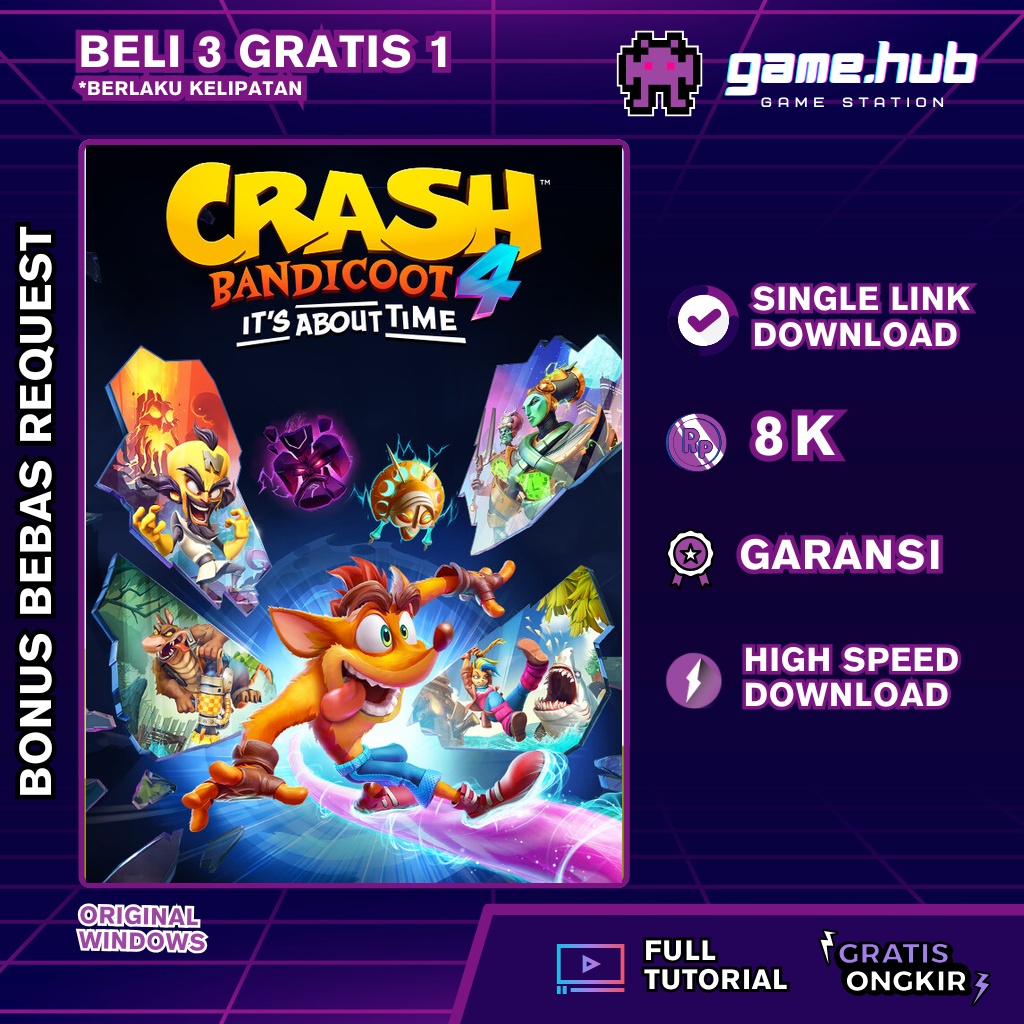 BELI 3 GRATIS 1
*BERLAKU KELIPATAN
game.hub
GAME STATION
BONUS BEBAS REQUEST
CRASH™
BANDICOOT 4
IT'S ABOUT TIME
N
SINGLE LINK
DOWNLOAD
Rp
8K
GARANSI
HIGH SPEED
DOWNLOAD
ORIGINAL
WINDOWS
FULL
TUTORIAL
GRATIS
ONGKIR